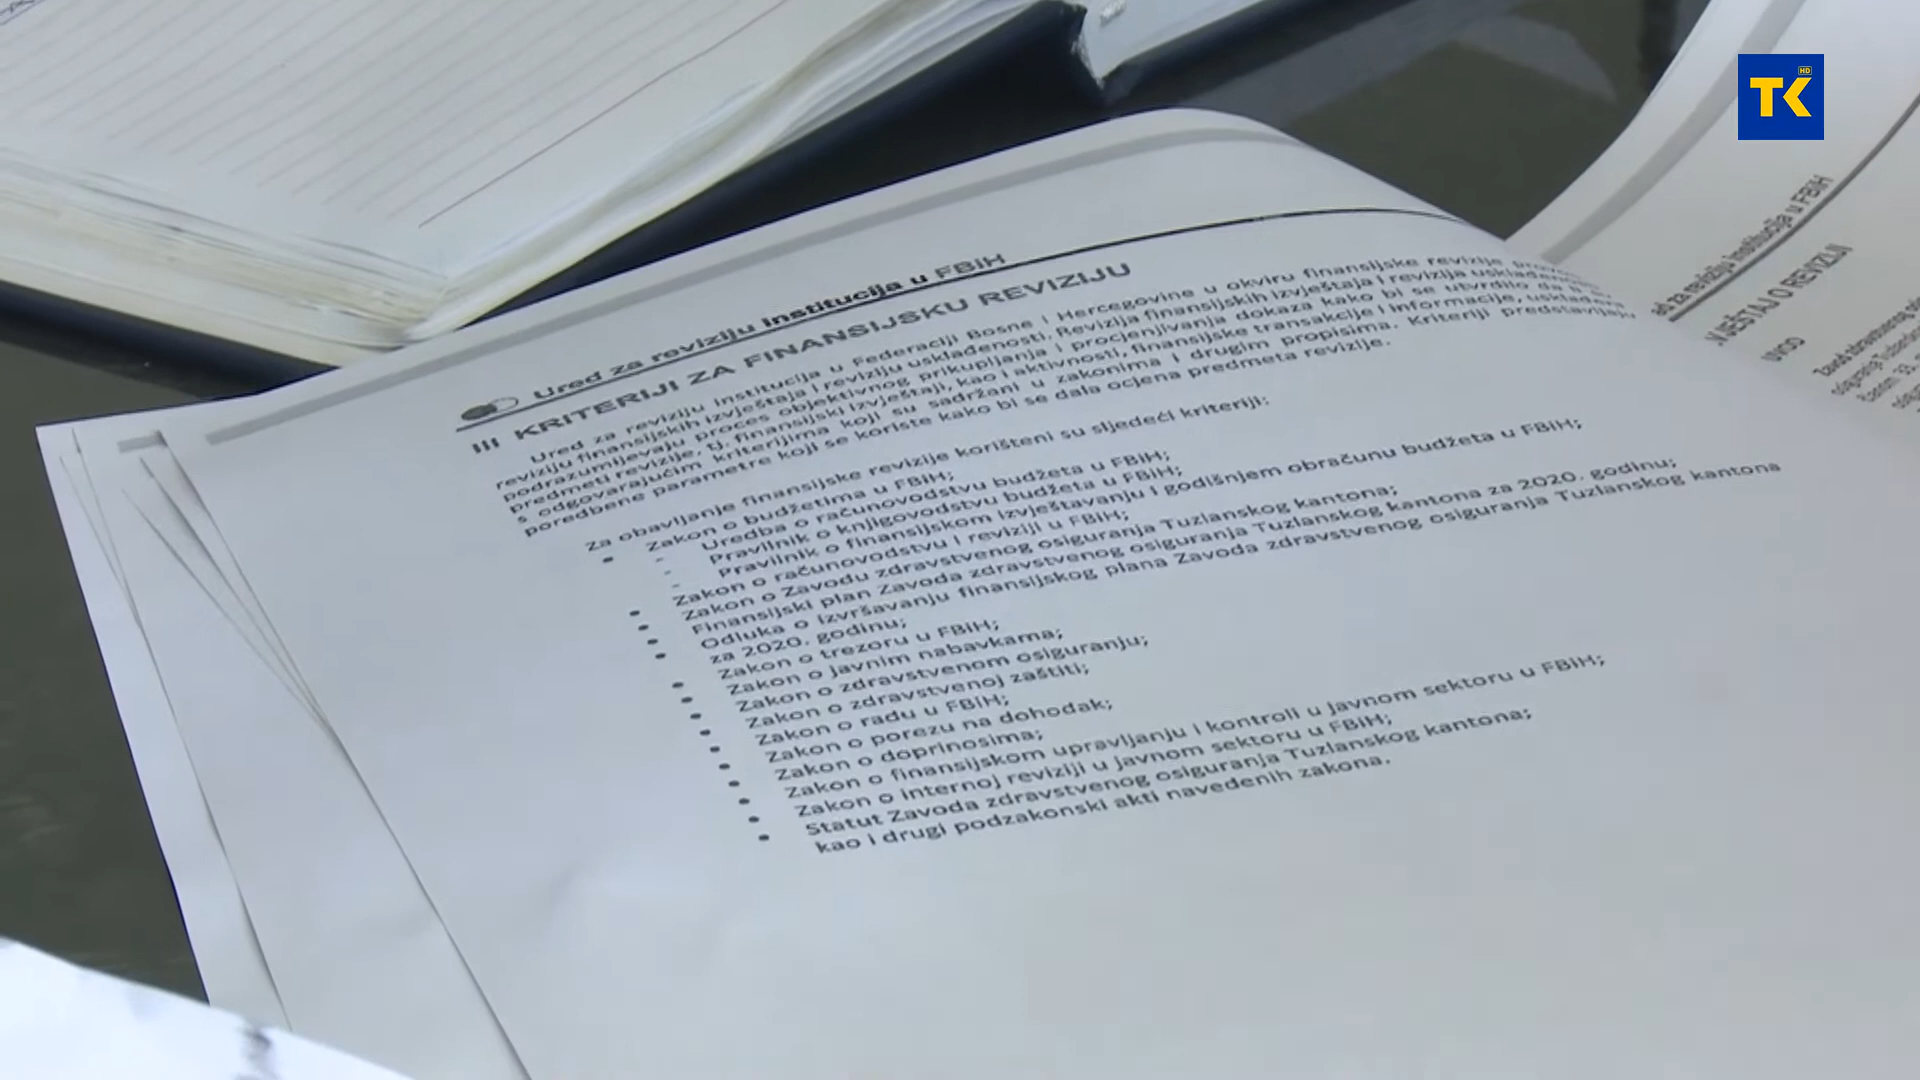 TK HD
Ured za reviziju institucija u FBiH
III KRITERIJI ZA FINANSIJSKU REVIZIJU
Ured za reviziju institucija u Federaciji Bosne i Hercegovine u okviru finansijske revizije
reviziju finansijskih izvještaja i reviziju usklađenosti. Revizija finansijskih izvještaja i revizija usklađenosti
podrazumijevaju proces objektivnog prikupljanja i procjenjivanja dokaza kako bi se utvrdilo da li su
predmeti revizije, tj. finansijski izvještaji, kao i aktivnosti, finansijske transakcije i informacije, usklađeni
s odgovarajućim kriterijima koji su sadržani u zakonima i drugim propisima. Kriteriji predstavljaju
poredbene parametre koji se koriste kako bi se dala ocjena predmeta revizije.
Za obavljanje finansijske revizije korišteni su sljedeći kriteriji:
• Zakon o budžetima u FBiH;
- Uredba o računovodstvu budžeta u FBiH;
- Pravilnik o knjigovodstvu budžeta u FBiH;
- Pravilnik o finansijskom izvještavanju i godišnjem obračunu budžeta u FBiH;
• Zakon o računovodstvu i reviziji u FBiH;
• Zakon o Zavodu zdravstvenog osiguranja Tuzlanskog kantona;
• Finansijski plan Zavoda zdravstvenog osiguranja Tuzlanskog kantona za 2020. godinu;
• Odluka o izvršavanju finansijskog plana Zavoda zdravstvenog osiguranja Tuzlanskog kantona
za 2020. godinu;
• Zakon o trezoru u FBiH;
• Zakon o javnim nabavkama;
• Zakon o zdravstvenom osiguranju;
• Zakon o zdravstvenoj zaštiti;
• Zakon o radu u FBiH;
• Zakon o porezu na dohodak;
• Zakon o doprinosima;
• Zakon o finansijskom upravljanju i kontroli u javnom sektoru u FBiH;
• Zakon o internoj reviziji u javnom sektoru u FBiH;
• Statut Zavoda zdravstvenog osiguranja Tuzlanskog kantona;
kao i drugi podzakonski akti navedenih zakona.
ed za reviziju institucija u FBiH
VJEŠTAJ O REVIZIJI
UVOD
Zavod zdravstvenog